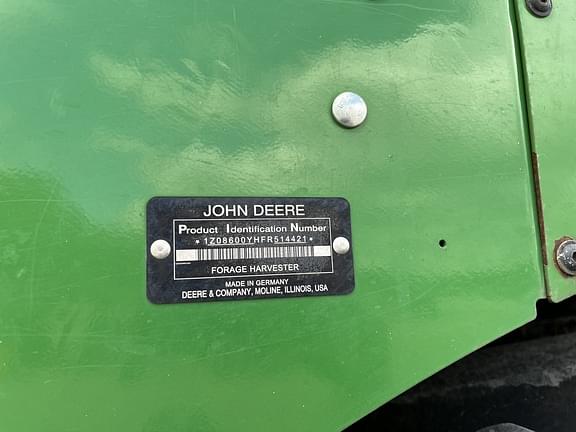 JOHN DEERE
Product Identification Number
*1Z08600YHFR514421*
FORAGE HARVESTER
MADE IN GERMANY
DEERE & COMPANY, MOLINE, ILLINOIS, USA